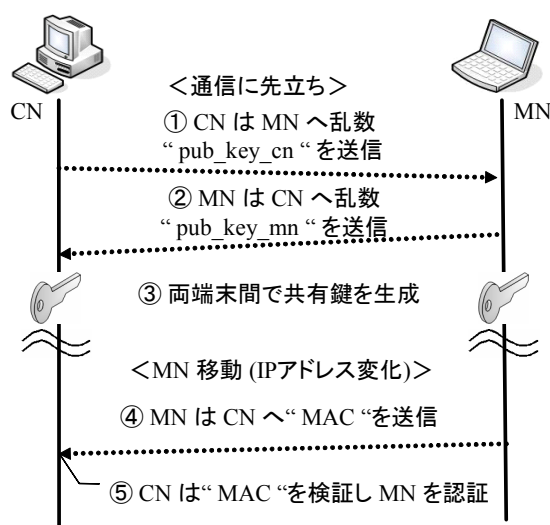 <通信に先立ち>
CN
MN
① CN は MN へ乱数
“ pub_key_cn “ を送信
② MN は CN へ乱数
“ pub_key_mn “ を送信
③ 両端末間で共有鍵を生成
<MN 移動 (IPアドレス変化)>
④ MN は CN へ“ MAC “を送信
⑤ CN は“ MAC “を検証し MN を認証